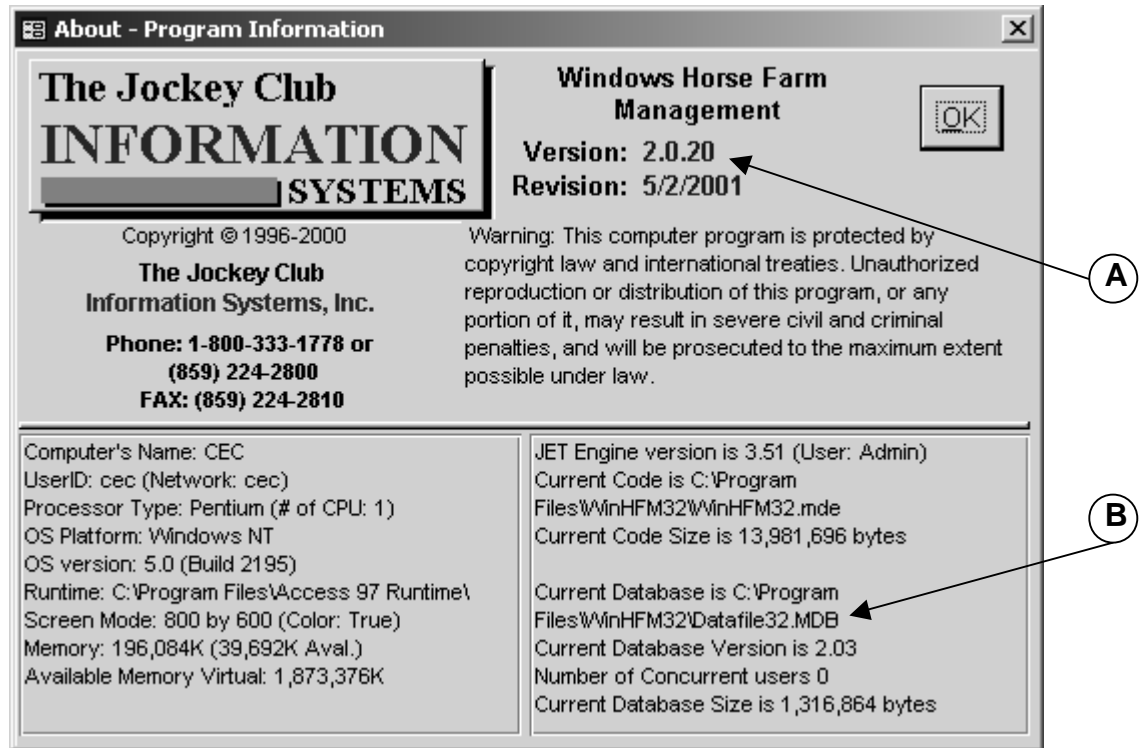 About - Program Information
The Jockey Club
INFORMATION
SYSTEMS
Windows Horse Farm
Management
Version: 2.0.20
Revision: 5/2/2001
OK
A
Copyright © 1996-2000
The Jockey Club
Information Systems, Inc.
Phone: 1-800-333-1778 or
(859) 224-2800
FAX: (859) 224-2810
Warning: This computer program is protected by
copyright law and international treaties. Unauthorized
reproduction or distribution of this program, or any
portion of it, may result in severe civil and criminal
penalties, and will be prosecuted to the maximum extent
possible under law.
Computer's Name: CEC
UserID: cec (Network: cec)
Processor Type: Pentium (# of CPU: 1)
OS Platform: Windows NT
OS version: 5.0 (Build 2195)
Runtime: C:\Program Files\Access 97 Runtime\
Screen Mode: 800 by 600 (Color: True)
Memory: 196,084K (39,692K Aval.)
Available Memory Virtual: 1,873,376K
JET Engine version is 3.51 (User: Admin)
Current Code is C:\Program
Files\WinHFM32\WinHFM32.mde
Current Code Size is 13,981,696 bytes
Current Database is C:\Program
Files\WinHFM32\Datafile32.MDB
Current Database Version is 2.03
Number of Concurrent users 0
Current Database Size is 1,316,864 bytes
B